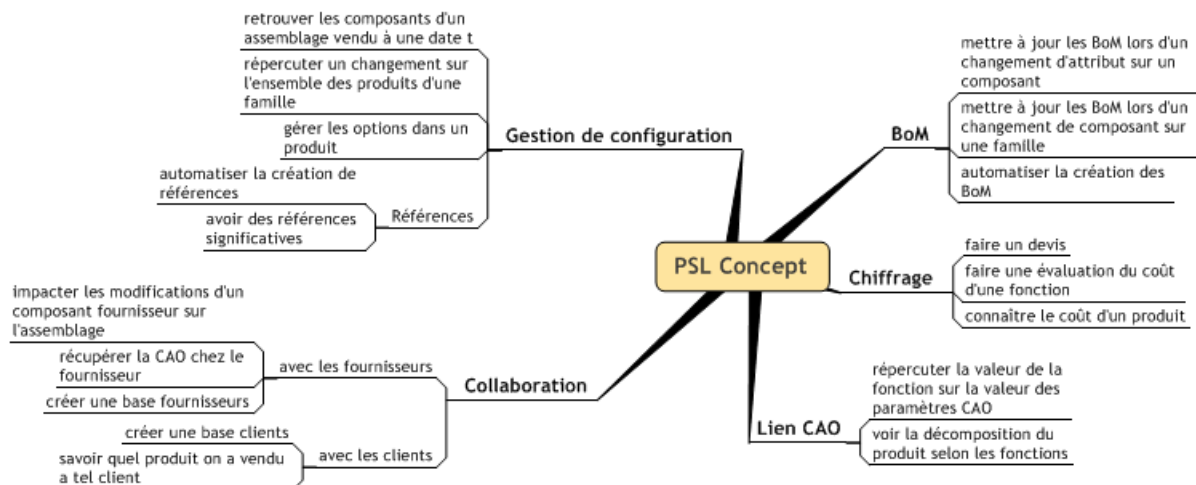 retrouver les composants d'un
assemblage vendu à une date t
répercuter un changement sur
l'ensemble des produits d'une
famille
gérer les options dans un
produit
Gestion de configuration
automatiser la création de
références
avoir des références
significatives
Références
mettre à jour les BoM lors d'un
changement d'attribut sur un
composant
BoM
mettre à jour les BoM lors d'un
changement de composant sur
une famille
automatiser la création des
BoM
PSL Concept
Chiffrage
faire un devis
faire une évaluation du coût
d'une fonction
connaître le coût d'un produit
impacter les modifications d'un
composant fournisseur sur
l'assemblage
récupérer la CAO chez le
fournisseur
créer une base fournisseurs
avec les fournisseurs
Collaboration
créer une base clients
savoir quel produit on a vendu
a tel client
avec les clients
répercuter la valeur de la
fonction sur la valeur des
paramètres CAO
Lien CAO
voir la décomposition du
produit selon les fonctions